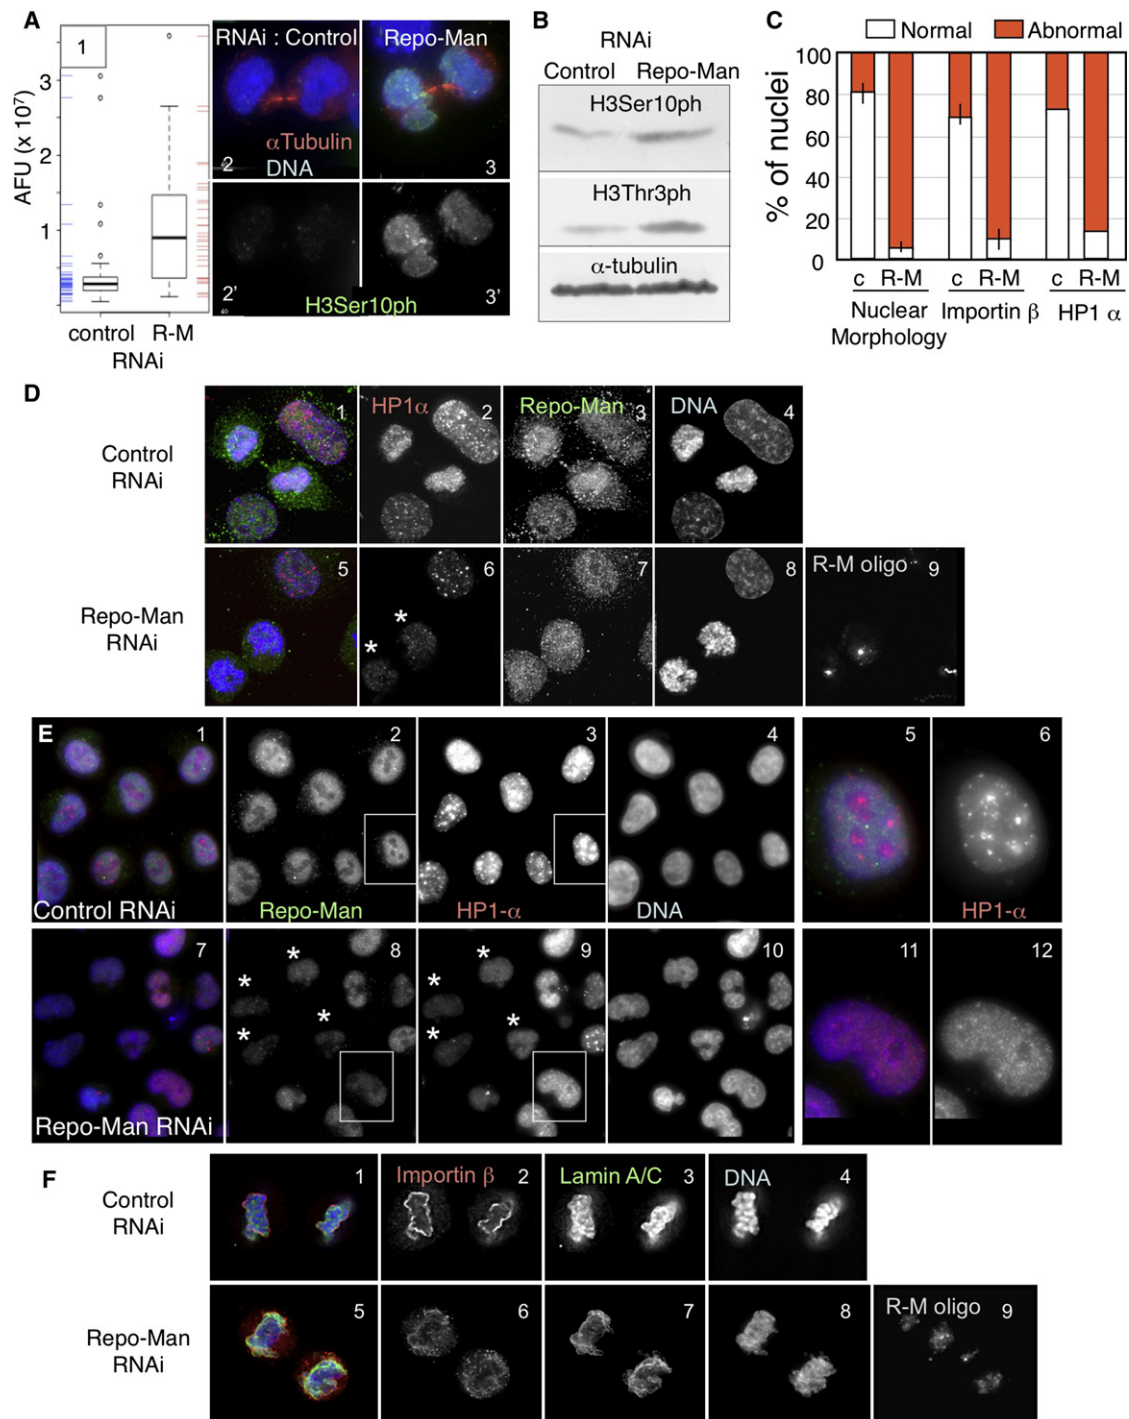 A
1
AFU (x 10⁷)
3
2
1
control R-M
RNAi
RNAi : Control
Repo-Man
αTubulin
DNA
2
3
2'
3'
H3Ser10ph
B
RNAi
Control Repo-Man
H3Ser10ph
H3Thr3ph
α-tubulin
C
Normal Abnormal
% of nuclei
100
80
60
40
20
0
c R-M c R-M c R-M
Nuclear Importin β HP1 α
Morphology
D
Control
RNAi
1
HP1α 2
Repo-Man 3
DNA 4
Repo-Man
RNAi
5
6
* *
7
8
R-M oligo 9
E
1
2
3
4
5
6
Control RNAi
Repo-Man
HP1-α
DNA
HP1-α
7
* 8
* 9
10
11
12
* * *
* * *
Repo-Man RNAi
F
Control
RNAi
1
Importin β 2
Lamin A/C 3
DNA 4
Repo-Man
RNAi
5
6
7
8
R-M oligo 9